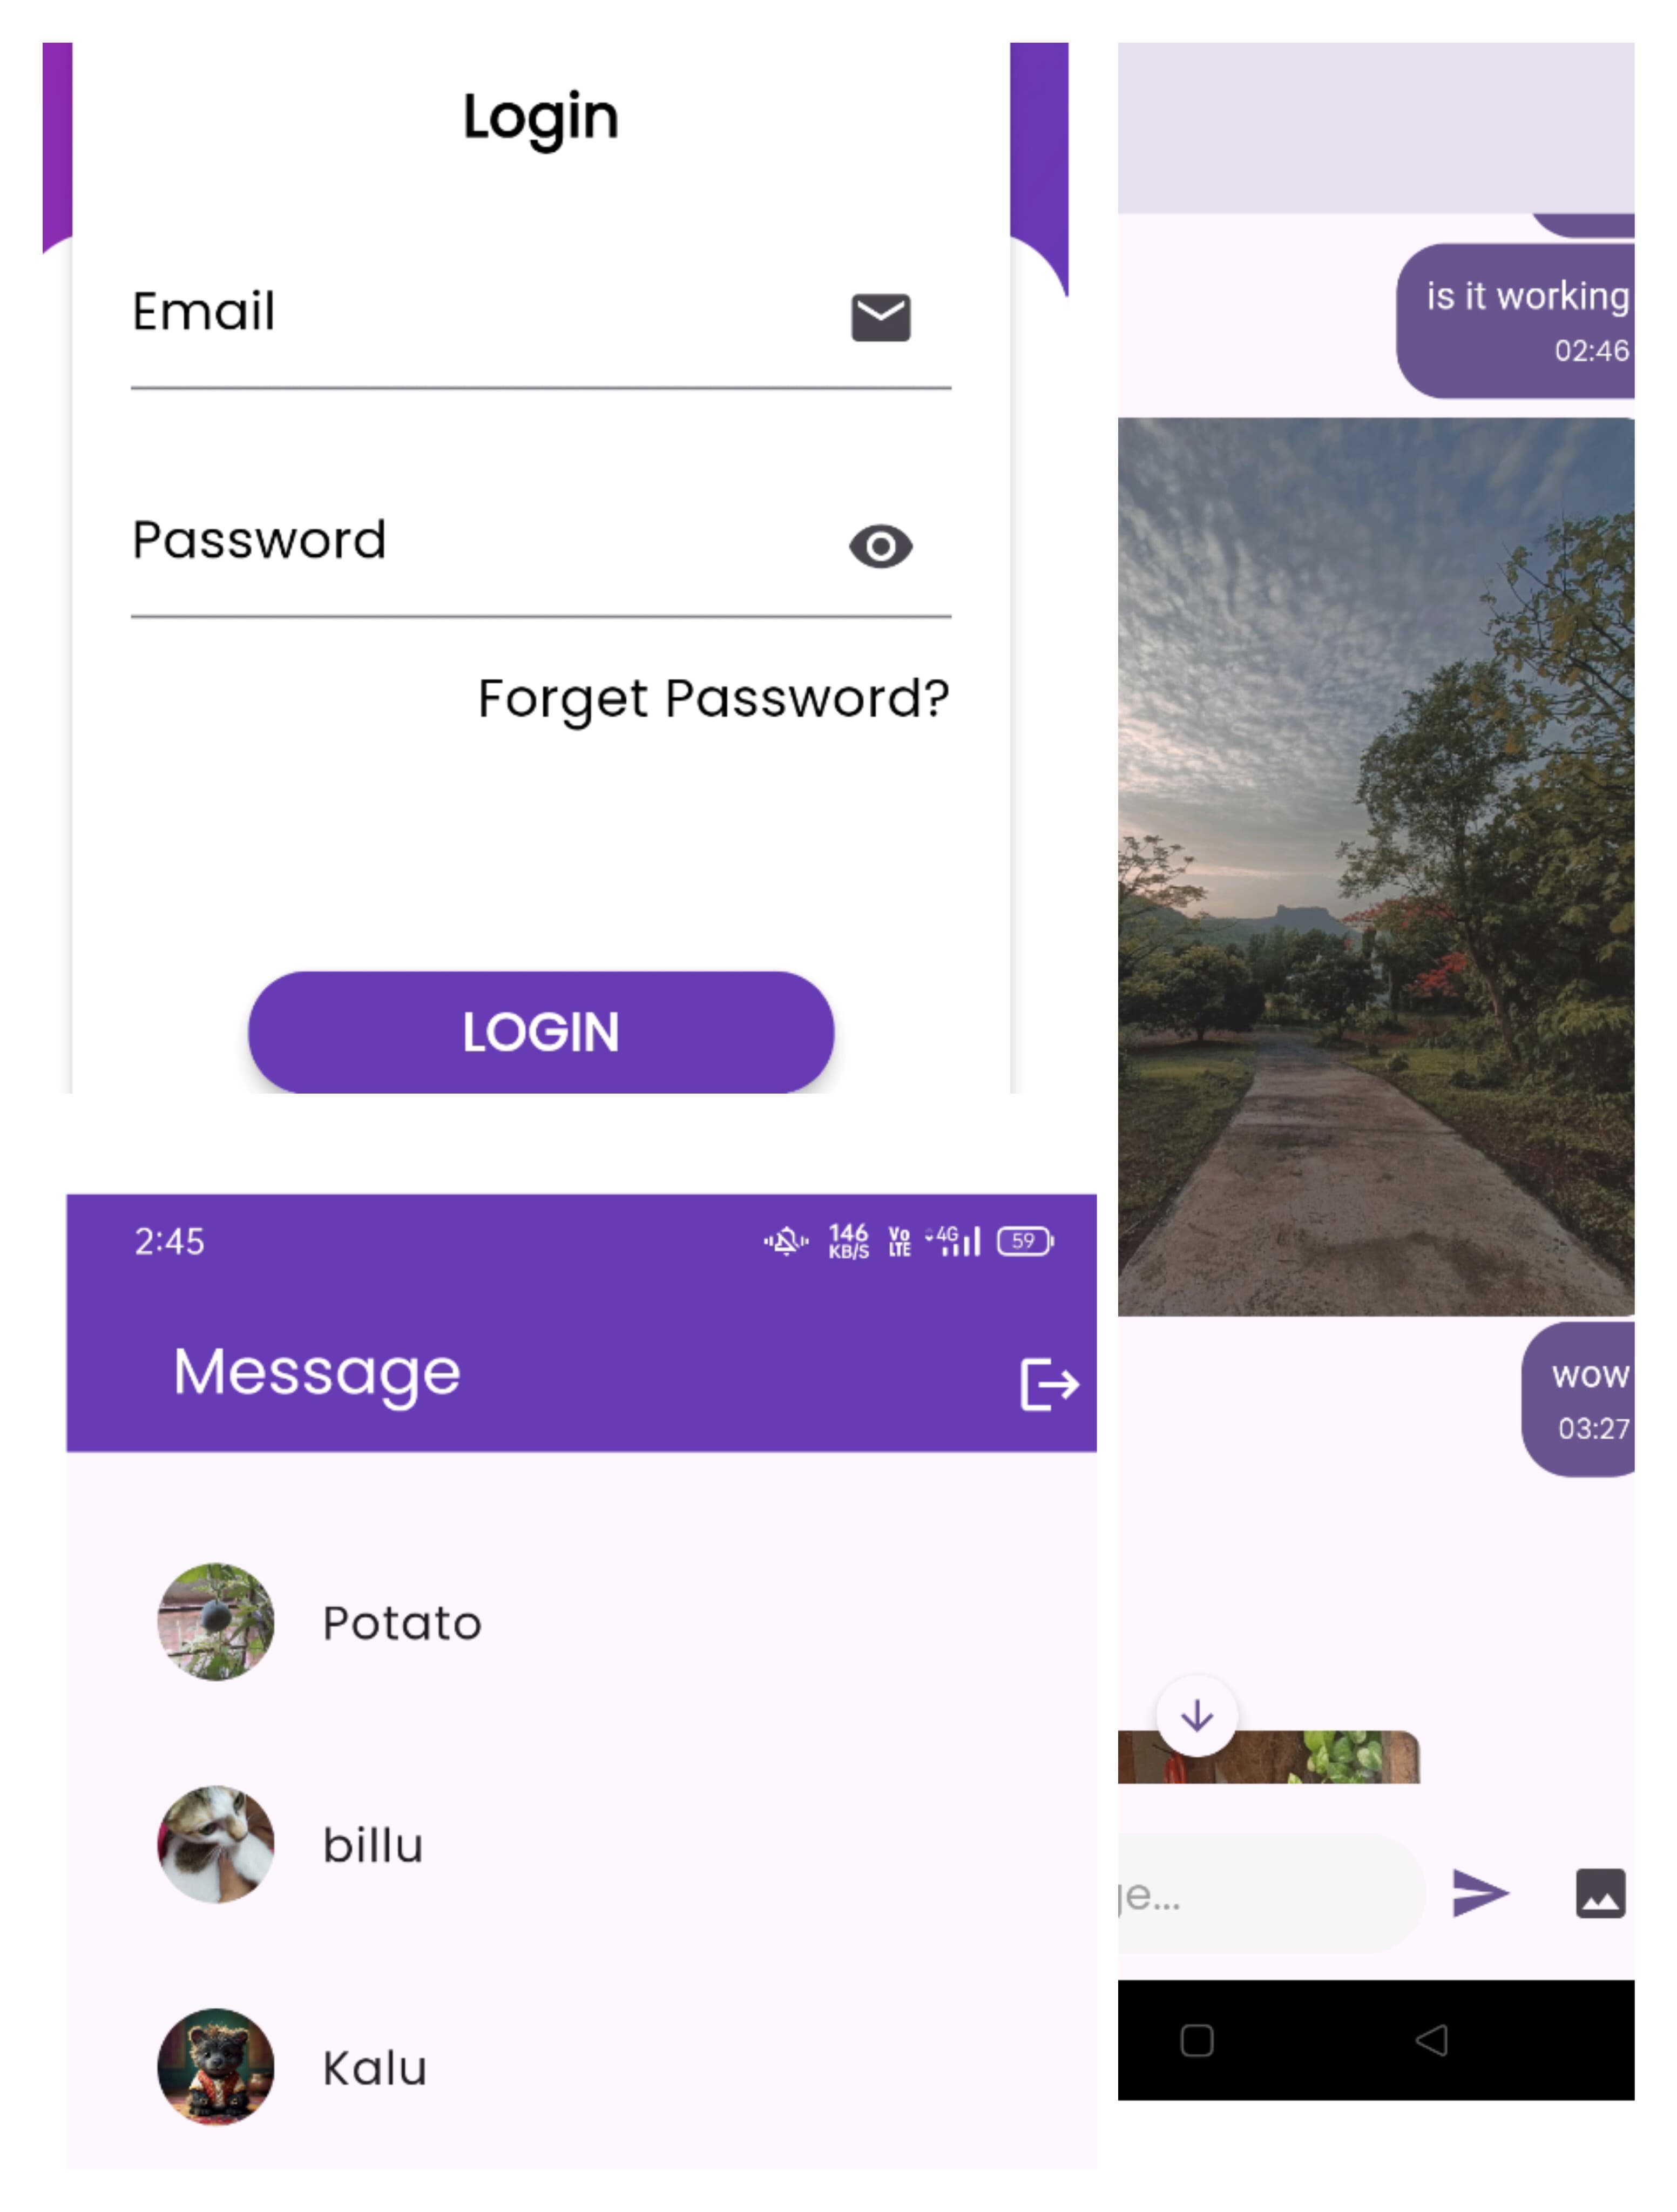 Login
Email
Password
Forget Password?
LOGIN
2:45
146
KB/S
Vo
LTE
4G
59
Message
Potato
billu
Kalu
is it working
02:46
wow
03:27
ge...